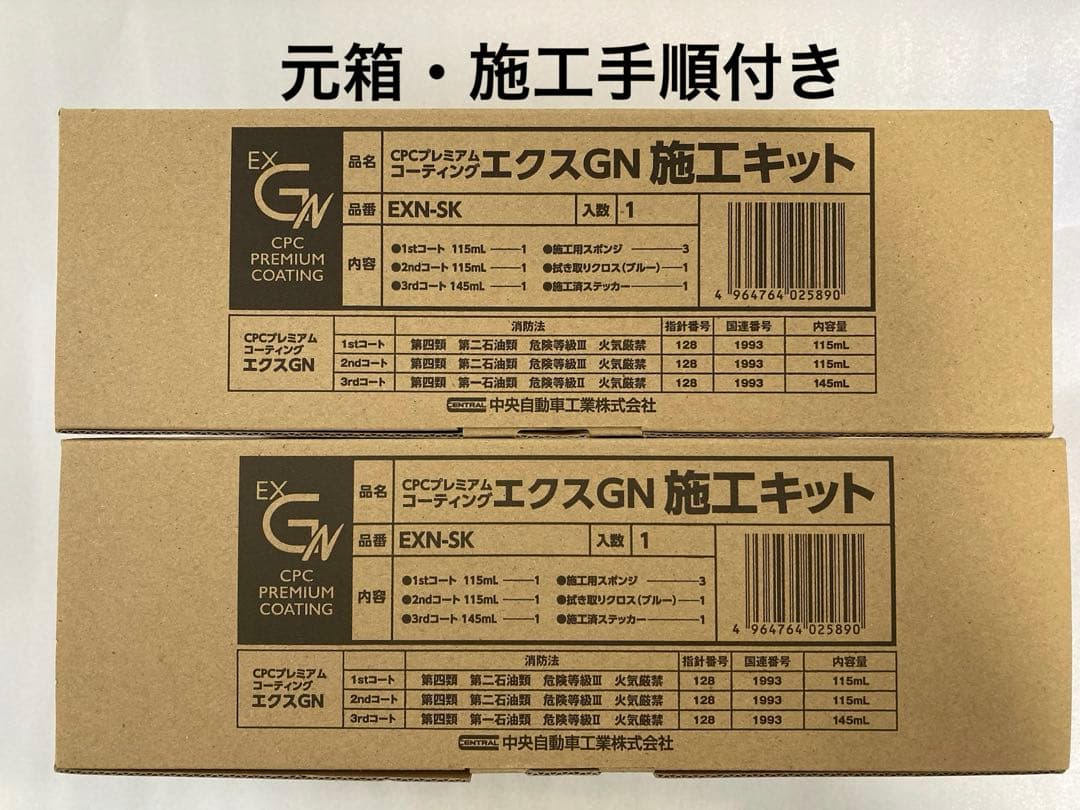 元箱・施工手順付き
EX GN
CPC
PREMIUM
COATING
品名 CPCプレミアムコーティング エクスGN 施工キット
品番 EXN-SK 入数 1
内容
●1stコート 115mL ―― 1 ●施工用スポンジ ―― 3
●2ndコート 115mL ―― 1 ●拭き取りクロス(ブルー) ―― 1
●3rdコート 145mL ―― 1 ●施工済ステッカー ―― 1
4 964764 025890
CPCプレミアムコーティング エクスGN
消防法 指針番号 国連番号 内容量
1stコート 第四類 第二石油類 危険等級Ⅲ 火気厳禁 128 1993 115mL
2ndコート 第四類 第二石油類 危険等級Ⅲ 火気厳禁 128 1993 115mL
3rdコート 第四類 第一石油類 危険等級Ⅱ 火気厳禁 128 1993 145mL
CENTRAL 中央自動車工業株式会社
EX GN
CPC
PREMIUM
COATING
品名 CPCプレミアムコーティング エクスGN 施工キット
品番 EXN-SK 入数 1
内容
●1stコート 115mL ―― 1 ●施工用スポンジ ―― 3
●2ndコート 115mL ―― 1 ●拭き取りクロス(ブルー) ―― 1
●3rdコート 145mL ―― 1 ●施工済ステッカー ―― 1
4 964764 025890
CPCプレミアムコーティング エクスGN
消防法 指針番号 国連番号 内容量
1stコート 第四類 第二石油類 危険等級Ⅲ 火気厳禁 128 1993 115mL
2ndコート 第四類 第二石油類 危険等級Ⅲ 火気厳禁 128 1993 115mL
3rdコート 第四類 第一石油類 危険等級Ⅱ 火気厳禁 128 1993 145mL
CENTRAL 中央自動車工業株式会社